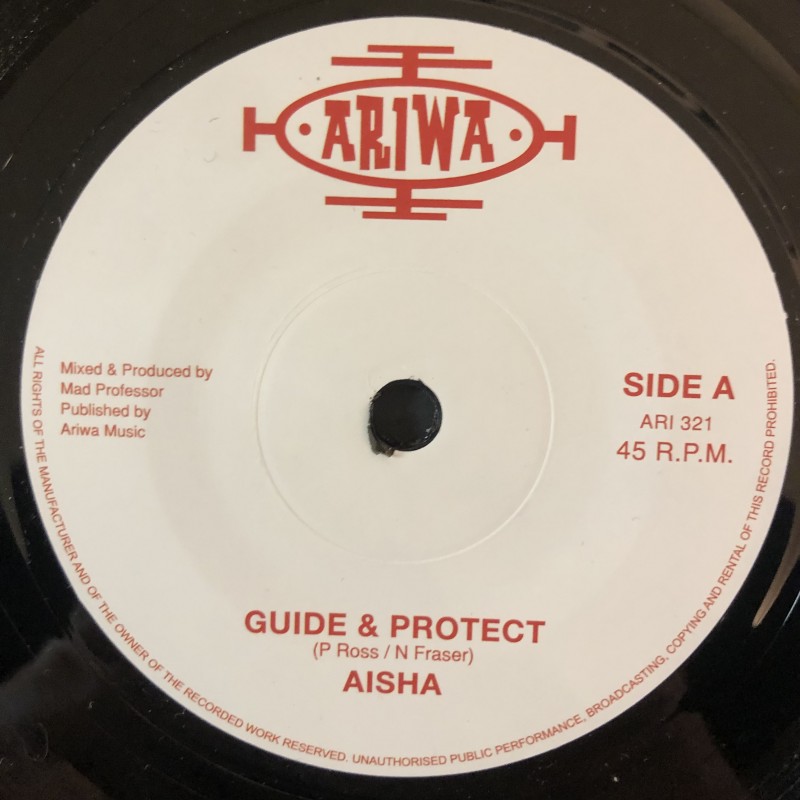 ARIWA
Mixed & Produced by
Mad Professor
Published by
Ariwa Music
SIDE A
ARI 321
45 R.P.M.
GUIDE & PROTECT
(P Ross / N Fraser)
AISHA
ALL RIGHTS OF THE MANUFACTURER AND OF THE OWNER OF THE RECORDED WORK RESERVED. UNAUTHORISED PUBLIC PERFORMANCE, BROADCASTING, COPYING AND RENTAL OF THIS RECORD PROHIBITED.